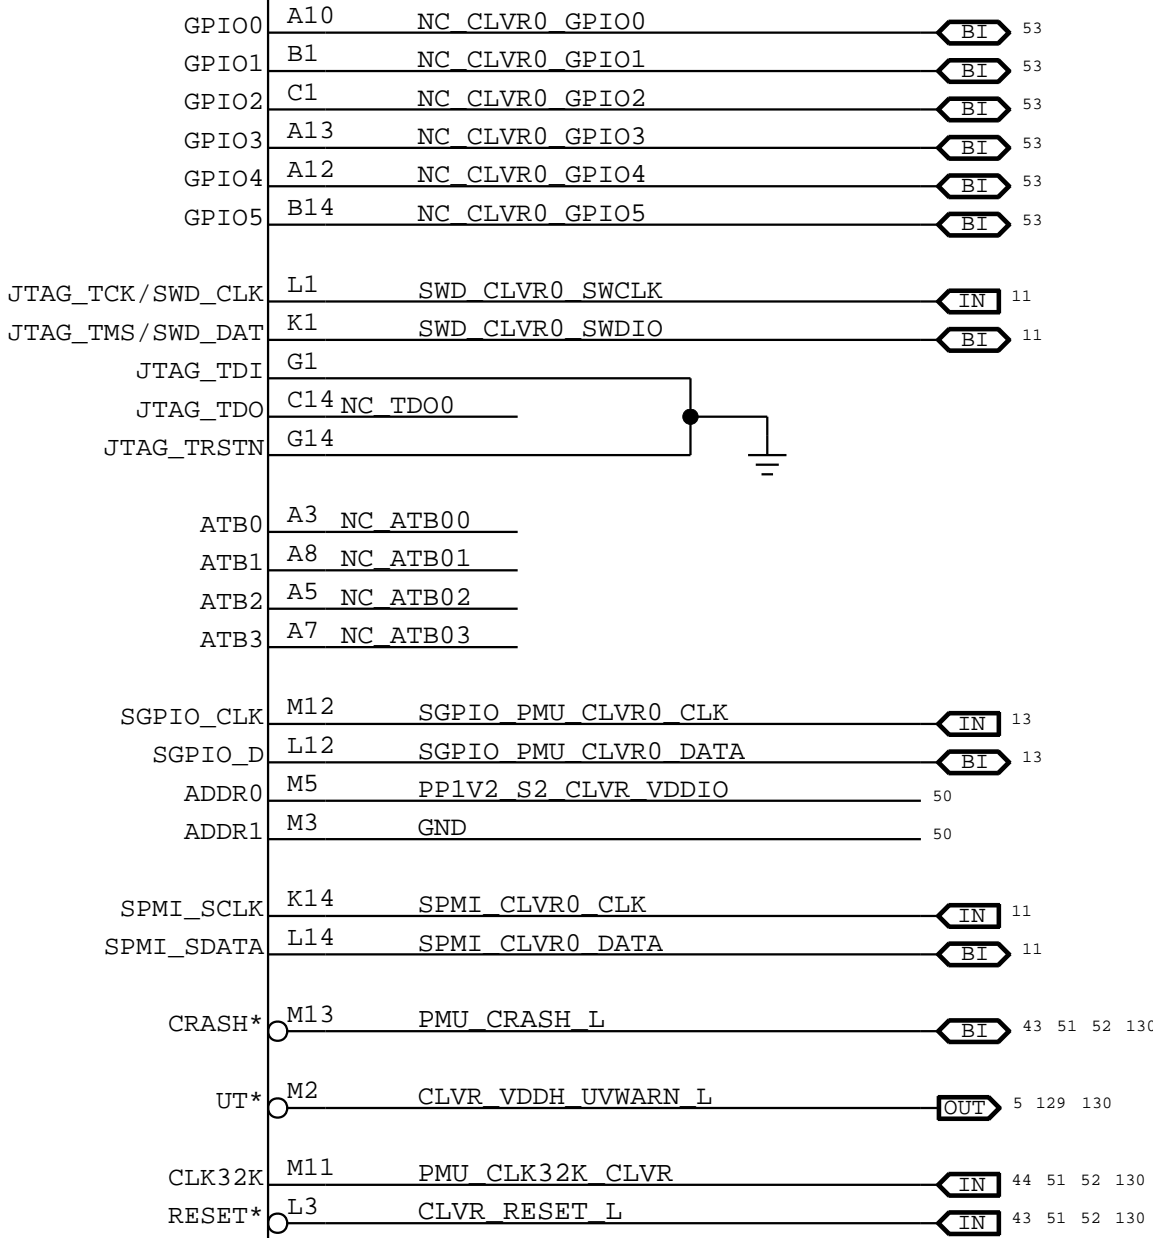 GPIO0 A10 NC_CLVR0_GPIO0 BI 53
GPIO1 B1 NC_CLVR0_GPIO1 BI 53
GPIO2 C1 NC_CLVR0_GPIO2 BI 53
GPIO3 A13 NC_CLVR0_GPIO3 BI 53
GPIO4 A12 NC_CLVR0_GPIO4 BI 53
GPIO5 B14 NC_CLVR0_GPIO5 BI 53
JTAG_TCK/SWD_CLK L1 SWD_CLVR0_SWCLK IN 11
JTAG_TMS/SWD_DAT K1 SWD_CLVR0_SWDIO BI 11
JTAG_TDI G1
JTAG_TDO C14 NC_TDO0
JTAG_TRSTN G14
ATB0 A3 NC_ATB00
ATB1 A8 NC_ATB01
ATB2 A5 NC_ATB02
ATB3 A7 NC_ATB03
SGPIO_CLK M12 SGPIO_PMU_CLVR0_CLK IN 13
SGPIO_D L12 SGPIO_PMU_CLVR0_DATA BI 13
ADDR0 M5 PP1V2_S2_CLVR_VDDIO 50
ADDR1 M3 GND 50
SPMI_SCLK K14 SPMI_CLVR0_CLK IN 11
SPMI_SDATA L14 SPMI_CLVR0_DATA BI 11
CRASH* M13 PMU_CRASH_L BI 43 51 52 130
UT* M2 CLVR_VDDH_UVWARN_L OUT 5 129 130
CLK32K M11 PMU_CLK32K_CLVR IN 44 51 52 130
RESET* L3 CLVR_RESET_L IN 43 51 52 130